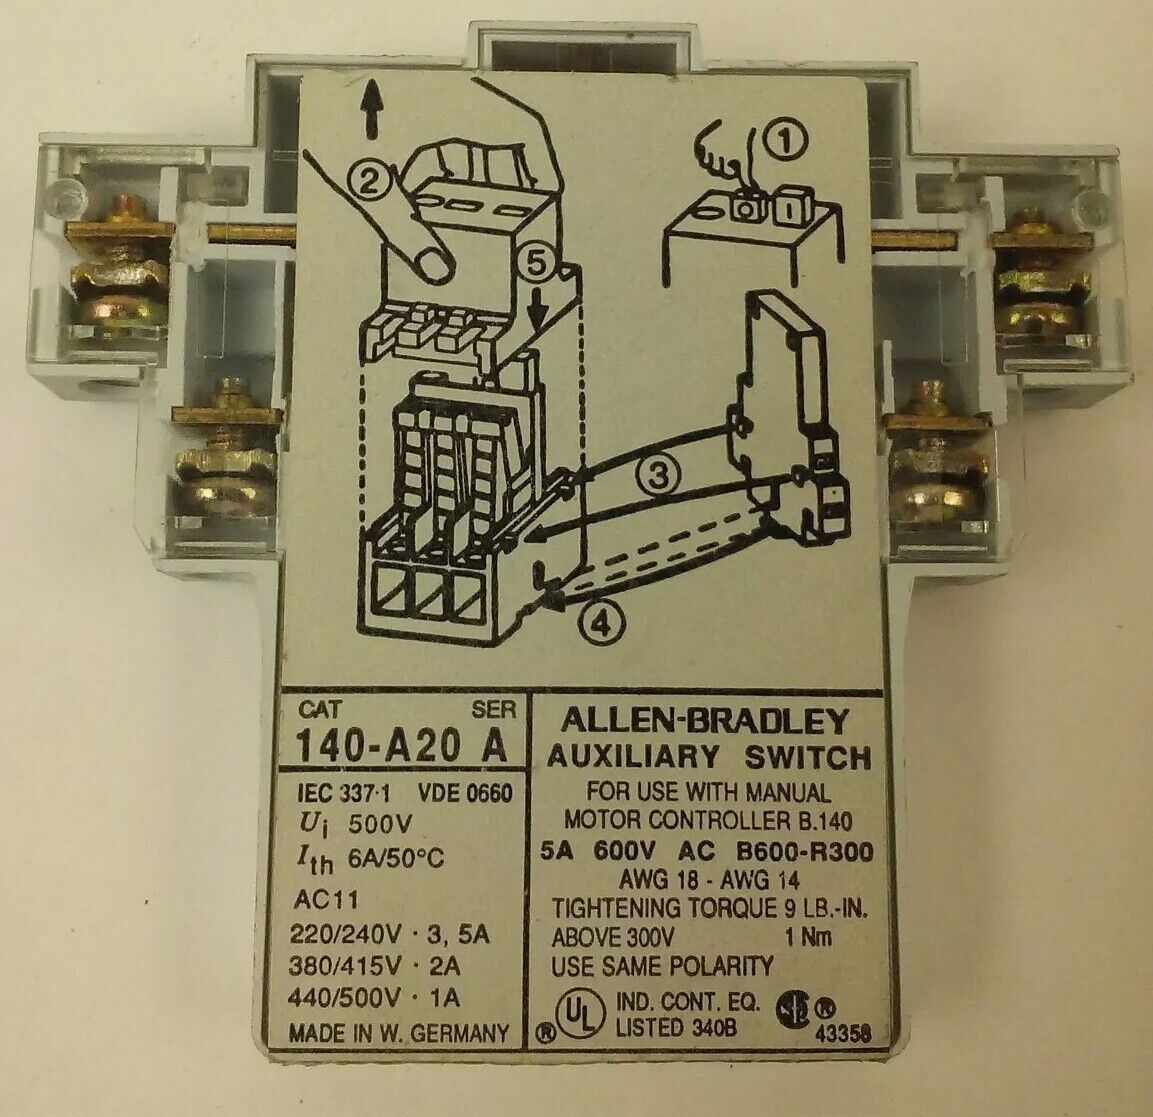 1
2
5
3
4
CAT SER
140-A20 A
IEC 337-1 VDE 0660
Ui 500V
Ith 6A/50°C
AC11
220/240V · 3, 5A
380/415V · 2A
440/500V · 1A
MADE IN W. GERMANY
ALLEN-BRADLEY
AUXILIARY SWITCH
FOR USE WITH MANUAL
MOTOR CONTROLLER B.140
5A 600V AC B600-R300
AWG 18 - AWG 14
TIGHTENING TORQUE 9 LB.-IN.
ABOVE 300V 1 Nm
USE SAME POLARITY
® UL IND. CONT. EQ. SA ®
LISTED 340B 43358